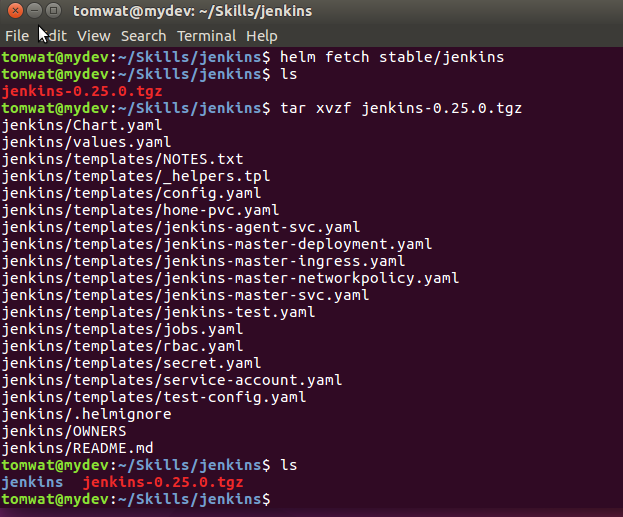 tomwat@mydev: ~/Skills/jenkins
File Edit View Search Terminal Help
tomwat@mydev:~/Skills/jenkins$ helm fetch stable/jenkins
tomwat@mydev:~/Skills/jenkins$ ls
jenkins-0.25.0.tgz
tomwat@mydev:~/Skills/jenkins$ tar xvzf jenkins-0.25.0.tgz
jenkins/Chart.yaml
jenkins/values.yaml
jenkins/templates/NOTES.txt
jenkins/templates/_helpers.tpl
jenkins/templates/config.yaml
jenkins/templates/home-pvc.yaml
jenkins/templates/jenkins-agent-svc.yaml
jenkins/templates/jenkins-master-deployment.yaml
jenkins/templates/jenkins-master-ingress.yaml
jenkins/templates/jenkins-master-networkpolicy.yaml
jenkins/templates/jenkins-master-svc.yaml
jenkins/templates/jenkins-test.yaml
jenkins/templates/jobs.yaml
jenkins/templates/rbac.yaml
jenkins/templates/secret.yaml
jenkins/templates/service-account.yaml
jenkins/templates/test-config.yaml
jenkins/.helmignore
jenkins/OWNERS
jenkins/README.md
tomwat@mydev:~/Skills/jenkins$ ls
jenkins  jenkins-0.25.0.tgz
tomwat@mydev:~/Skills/jenkins$